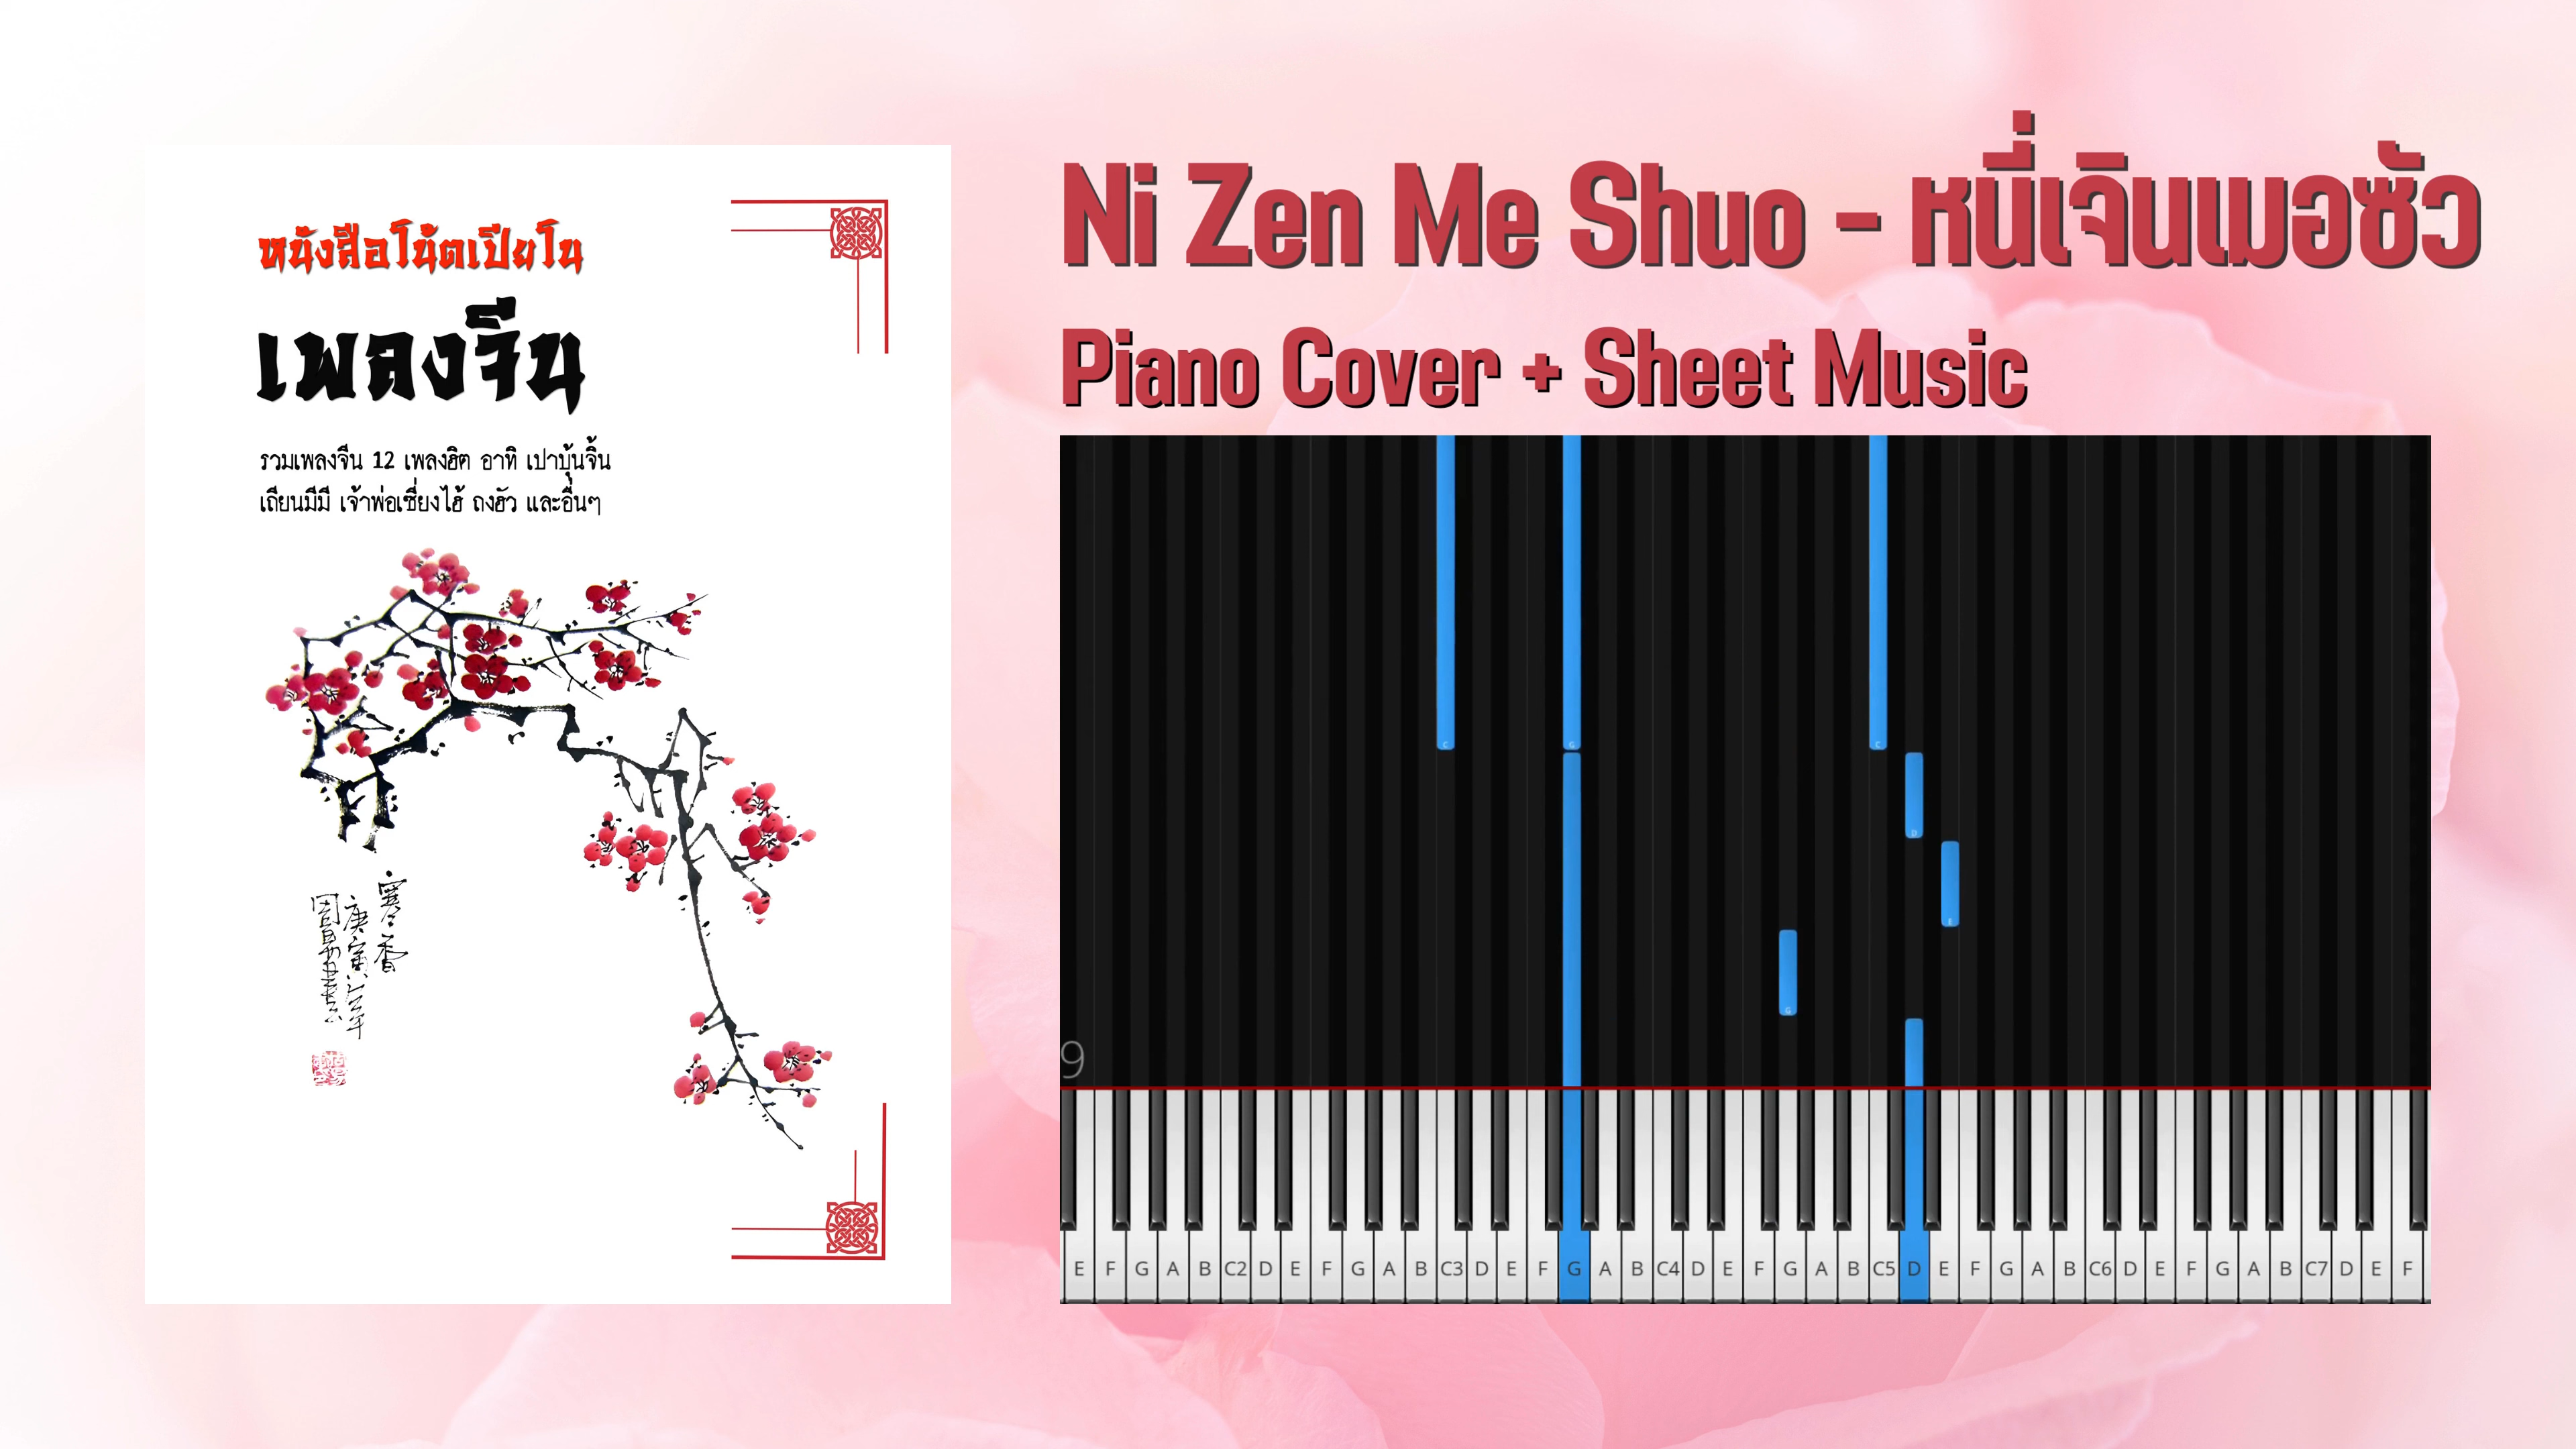 หนังสือโน้ตเปียโน
เพลงจีน
รวมเพลงจีน 12 เพลงฮิต อาทิ เปาบุ้นจิ้น
เถียนมีมี เจ้าพ่อเซี่ยงไฮ้ ถงฮัว และอื่นๆ
寒香
庚寅
Ni Zen Me Shuo - หนี่เจินเมอซัว
Piano Cover + Sheet Music
C G C
D
E
G
9
E F G A B C2 D E F G A B C3 D E F G A B C4 D E F G A B C5 D E F G A B C6 D E F G A B C7 D E F